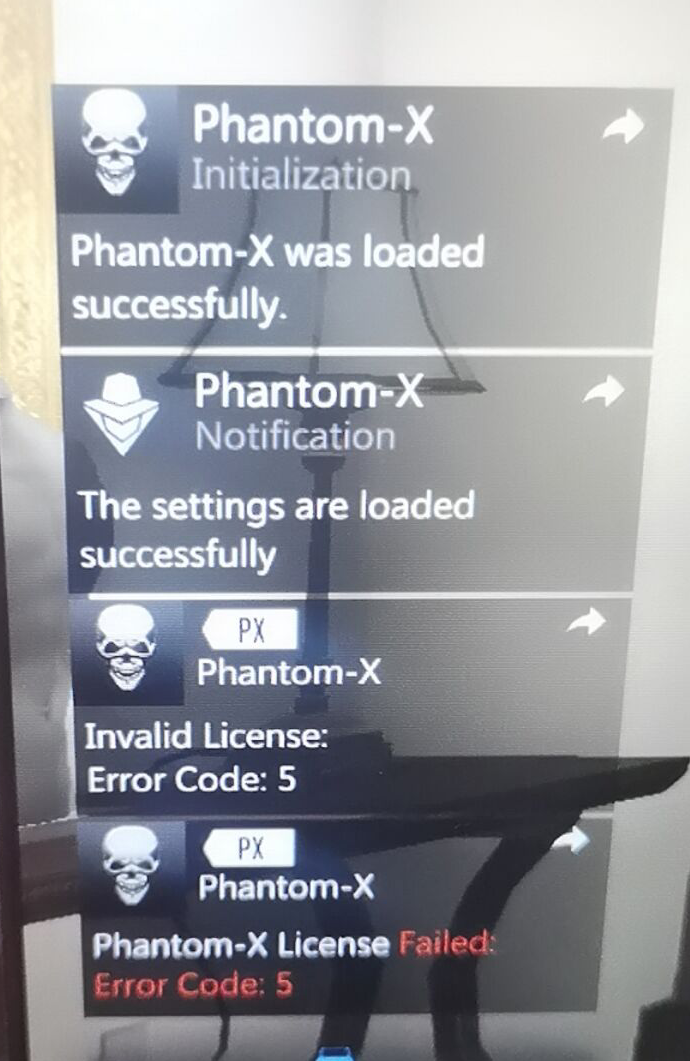 Phantom-X
Initialization
Phantom-X was loaded
successfully.
Phantom-X
Notification
The settings are loaded
successfully
PX
Phantom-X
Invalid License:
Error Code: 5
PX
Phantom-X
Phantom-X License Failed:
Error Code: 5